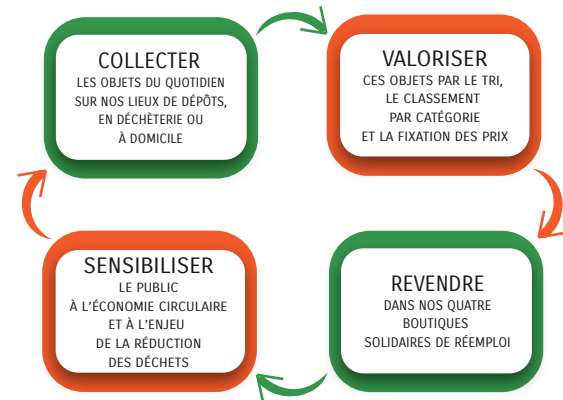 COLLECTER
LES OBJETS DU QUOTIDIEN
SUR NOS LIEUX DE DÉPÔTS,
EN DÉCHÈTERIE OU
À DOMICILE
VALORISER
CES OBJETS PAR LE TRI,
LE CLASSEMENT
PAR CATÉGORIE
ET LA FIXATION DES PRIX
REVENDRE
DANS NOS QUATRE
BOUTIQUES
SOLIDAIRES DE RÉEMPLOI
SENSIBILISER
LE PUBLIC
À L'ÉCONOMIE CIRCULAIRE
ET À L'ENJEU
DE LA RÉDUCTION
DES DÉCHETS